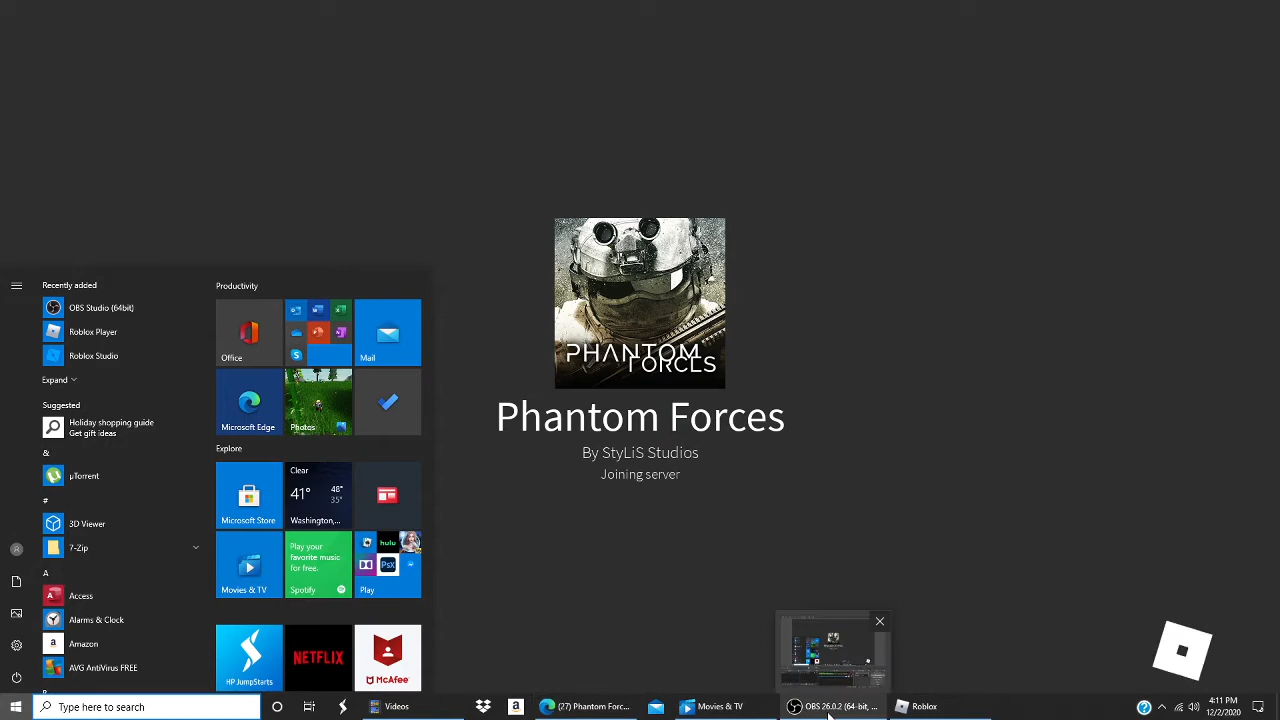 PHANTOM
FORCES
Phantom Forces
By StyLiS Studios
Joining server
Recently added
OBS Studio (64bit)
Roblox Player
Roblox Studio
Expand
Suggested
Holiday shopping guide
Get gift ideas
&
µTorrent
#
3D Viewer
7-Zip
A
Access
Alarms & Clock
Amazon
AVG AntiVirus FREE
Productivity
Office
Mail
Microsoft Edge
Photos
Explore
Microsoft Store
Clear
41°
48°
35°
Washington,...
Movies & TV
Play your
favorite music
for free.
Spotify
hulu
PsX
Play
HP JumpStarts
NETFLIX
McAfee
Type here to search
Videos
(27) Phantom Forc...
Movies & TV
OBS 26.0.2 (64-bit, ...
Roblox
4:11 PM
12/2/2020